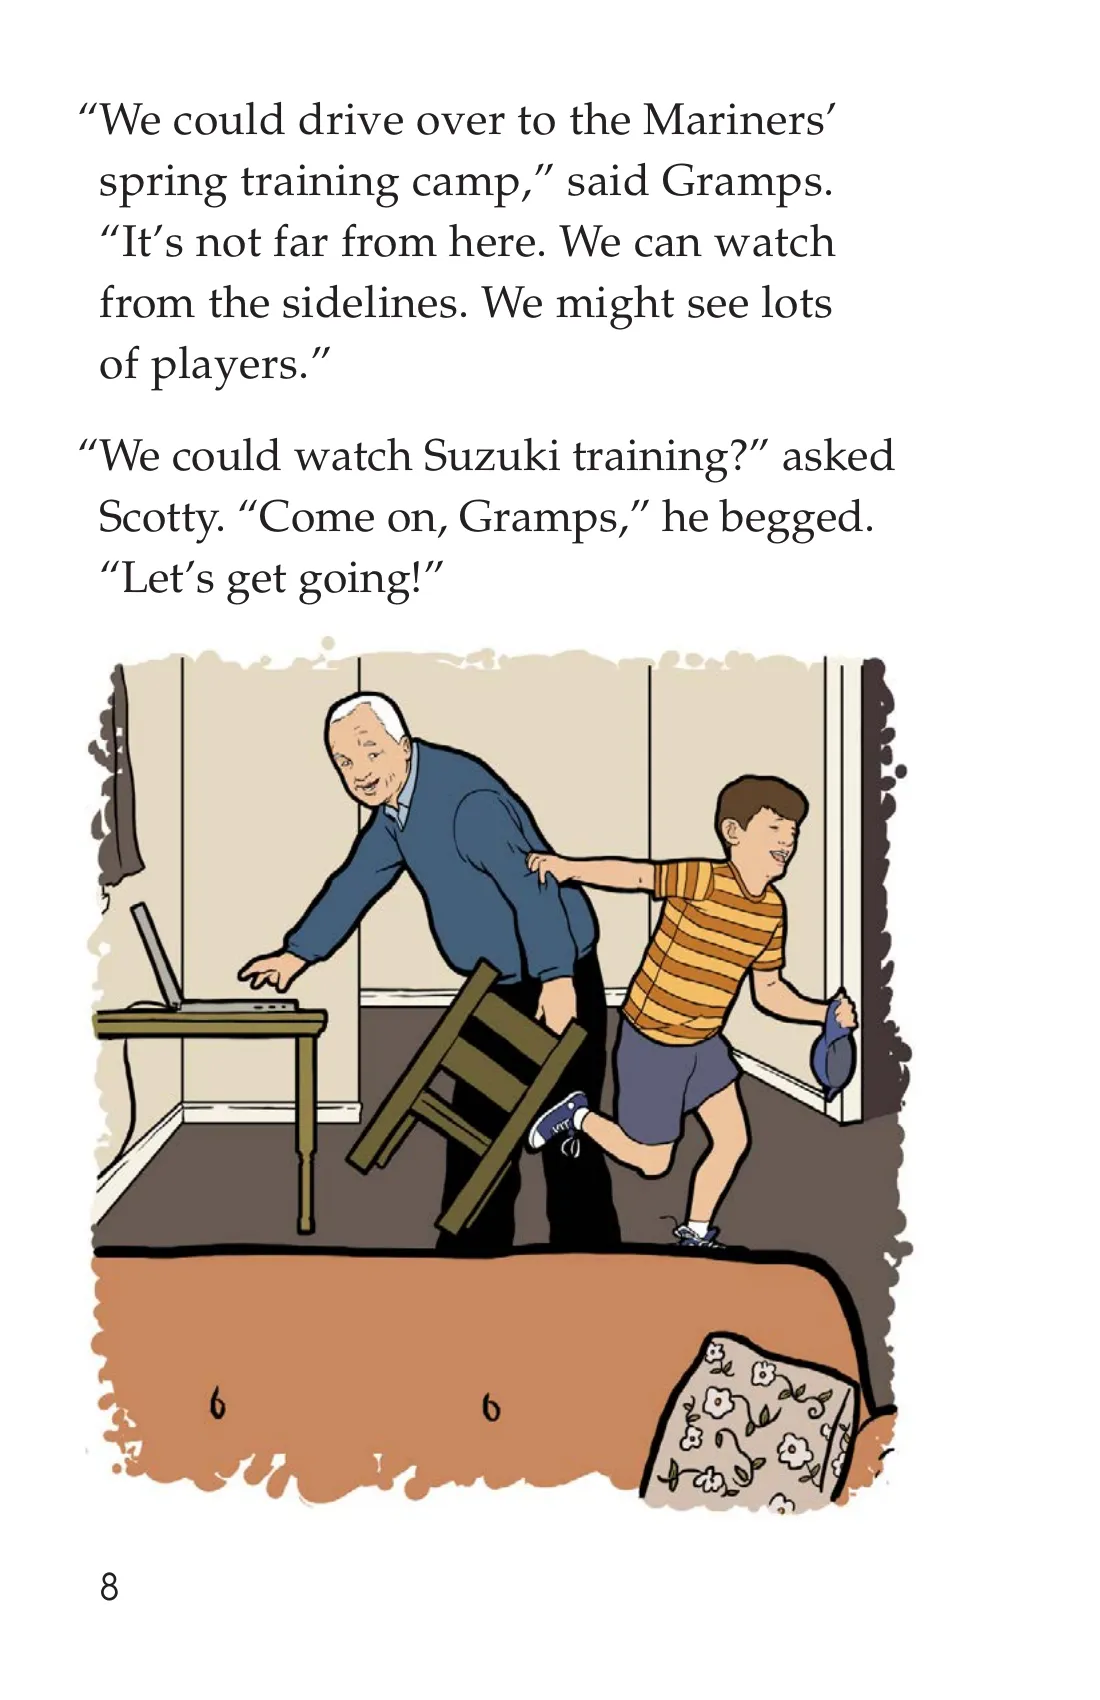 “We could drive over to the Mariners’
spring training camp,” said Gramps.
“It’s not far from here. We can watch
from the sidelines. We might see lots
of players.”
“We could watch Suzuki training?” asked
Scotty. “Come on, Gramps,” he begged.
“Let’s get going!”
8